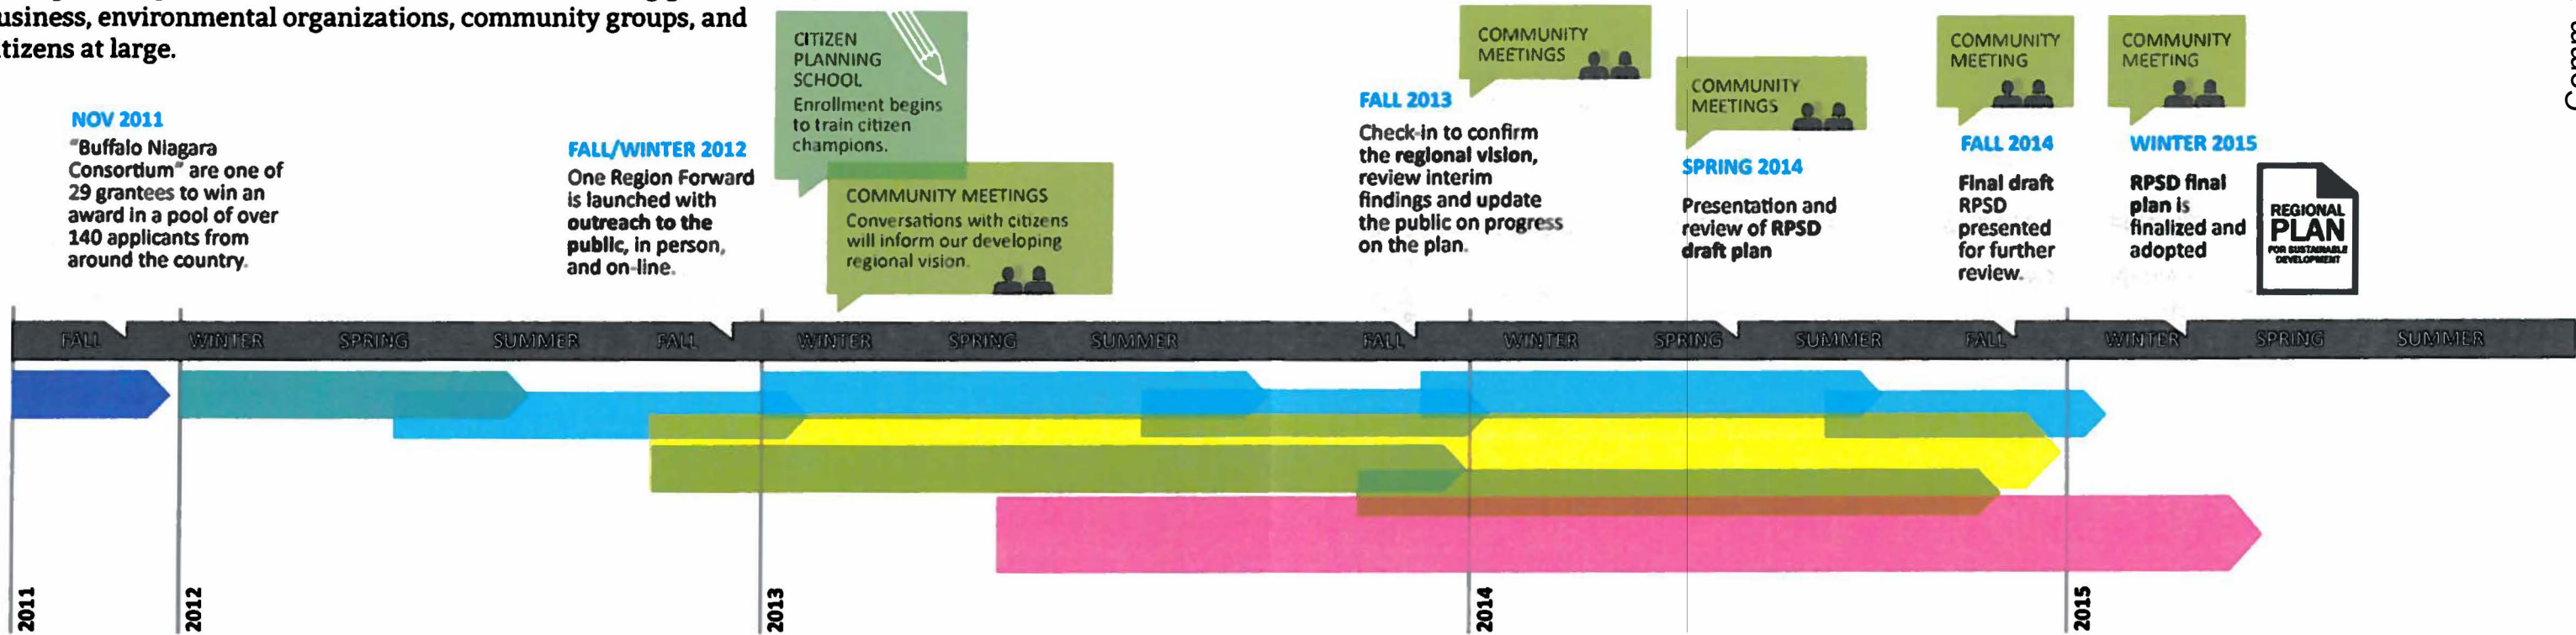 usiness, environmental organizations, community groups, and
tizens at large.
NOV 2011
"Buffalo Niagara
Consortium" are one of
29 grantees to win an
award in a pool of over
140 applicants from
around the country.
FALL/WINTER 2012
One Region Forward
is launched with
outreach to the
public, in person,
and on-line.
CITIZEN
PLANNING
SCHOOL
Enrollment begins
to train citizen
champions.
COMMUNITY MEETINGS
Conversations with citizens
will inform our developing
regional vision.
FALL 2013
Check-in to confirm
the regional vision,
review interim
findings and update
the public on progress
on the plan.
COMMUNITY
MEETINGS
COMMUNITY
MEETINGS
SPRING 2014
Presentation and
review of RPSD
draft plan
COMMUNITY
MEETING
FALL 2014
Final draft
RPSD
presented
for further
review.
COMMUNITY
MEETING
WINTER 2015
RPSD final
plan is
finalized and
adopted
REGIONAL
PLAN
FOR SUSTAINABLE
DEVELOPMENT
Comm
FALL WINTER SPRING SUMMER FALL WINTER SPRING SUMMER FALL WINTER SPRING SUMMER FALL WINTER SPRING SUMMER
2011
2012
2013
2014
2015